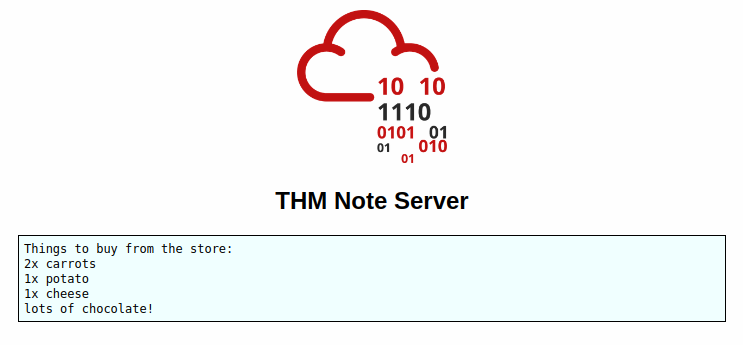 10 10
1110
0101 01
01 010
01
THM Note Server
Things to buy from the store:
2x carrots
1x potato
1x cheese
lots of chocolate!